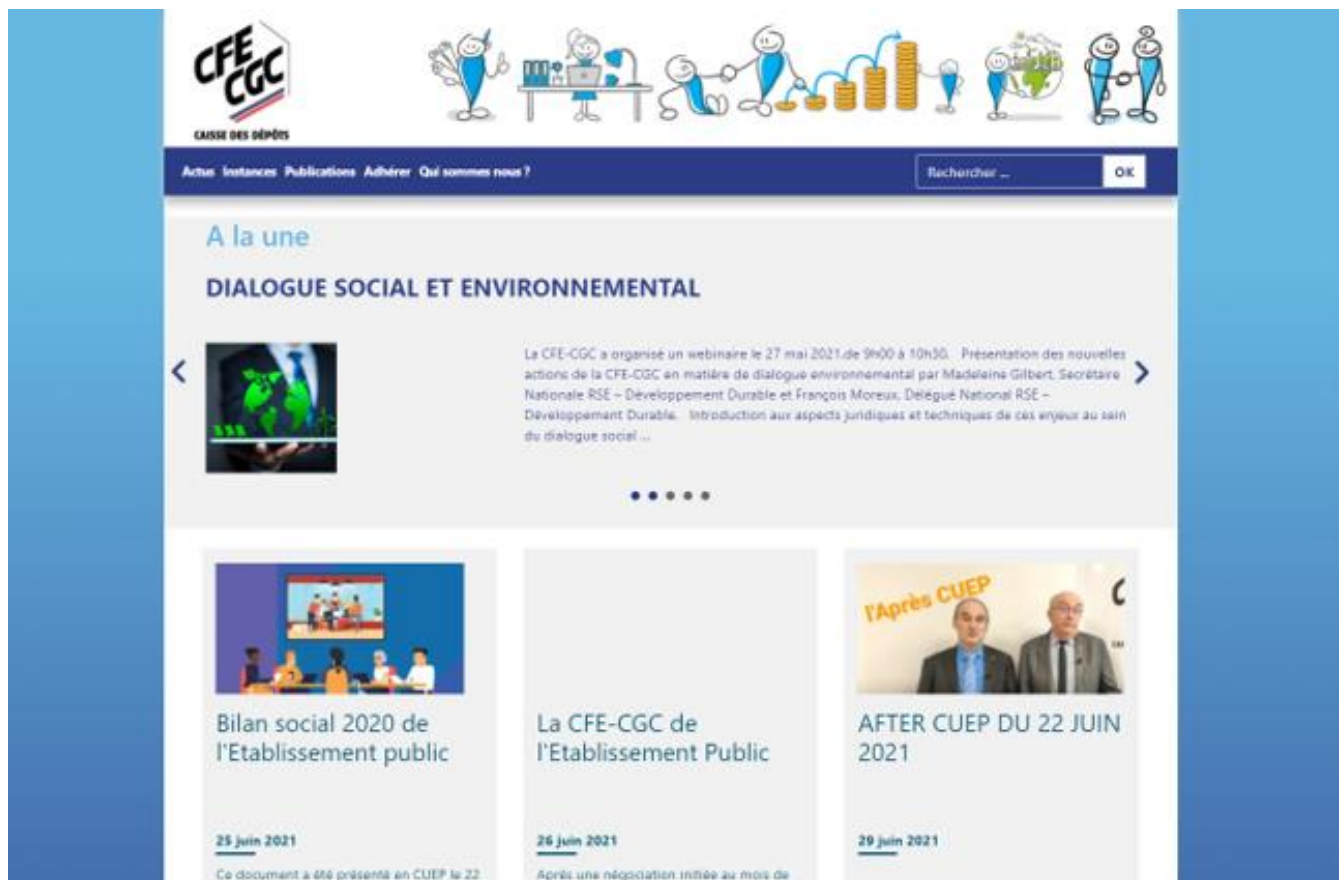 CFE
CGC
CAISSE DES DÉPÔTS
Actus Instances Publications Adhérer Qui sommes nous ?
Rechercher ...
OK
A la une
DIALOGUE SOCIAL ET ENVIRONNEMENTAL
La CFE-CGC a organisé un webinaire le 27 mai 2021.de 9h00 à 10h30. Présentation des nouvelles
actions de la CFE-CGC en matière de dialogue environnemental par Madeleine Gilbert, Secrétaire
Nationale RSE – Développement Durable et François Moreux, Délégué National RSE –
Développement Durable. Introduction aux aspects juridiques et techniques de ces enjeux au sein
du dialogue social ...
l'Après CUEP
Bilan social 2020 de
l'Etablissement public
25 juin 2021
Ce document a été présenté en CUEP le 22
La CFE-CGC de
l'Etablissement Public
26 juin 2021
Après une négociation initiée au mois de
AFTER CUEP DU 22 JUIN
2021
29 juin 2021